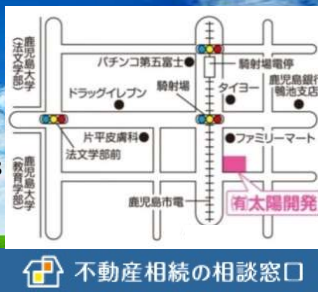 鹿児島大学
(法文学部)
パチンコ第五富士
騎射場電停
ドラッグイレブン
騎射場
タイヨー
鹿児島銀行
鴨池支店
法文学部前
片平皮膚科
ファミリーマート
鹿児島大学
(教育学部)
鹿児島市電
(有)太陽開発
不動産相続の相談窓口